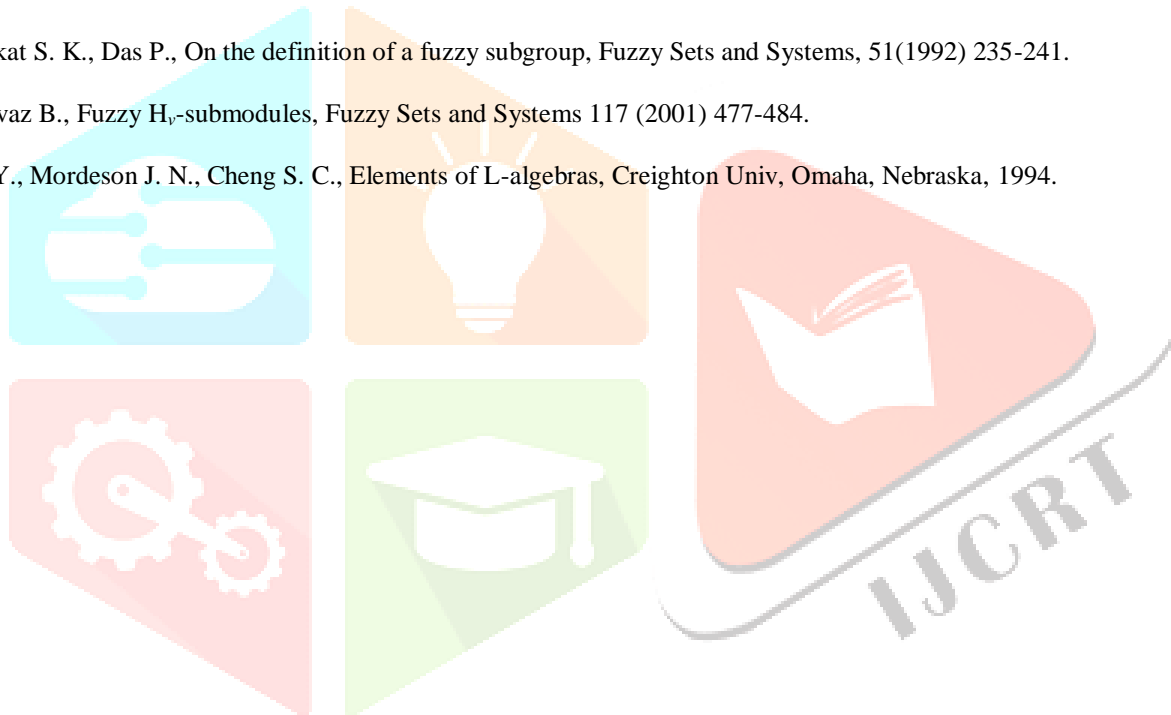 kat S. K., Das P., On the definition of a fuzzy subgroup, Fuzzy Sets and Systems, 51(1992) 235-241.
vaz B., Fuzzy Hv-submodules, Fuzzy Sets and Systems 117 (2001) 477-484.
Y., Mordeson J. N., Cheng S. C., Elements of L-algebras, Creighton Univ, Omaha, Nebraska, 1994.
IJCRT